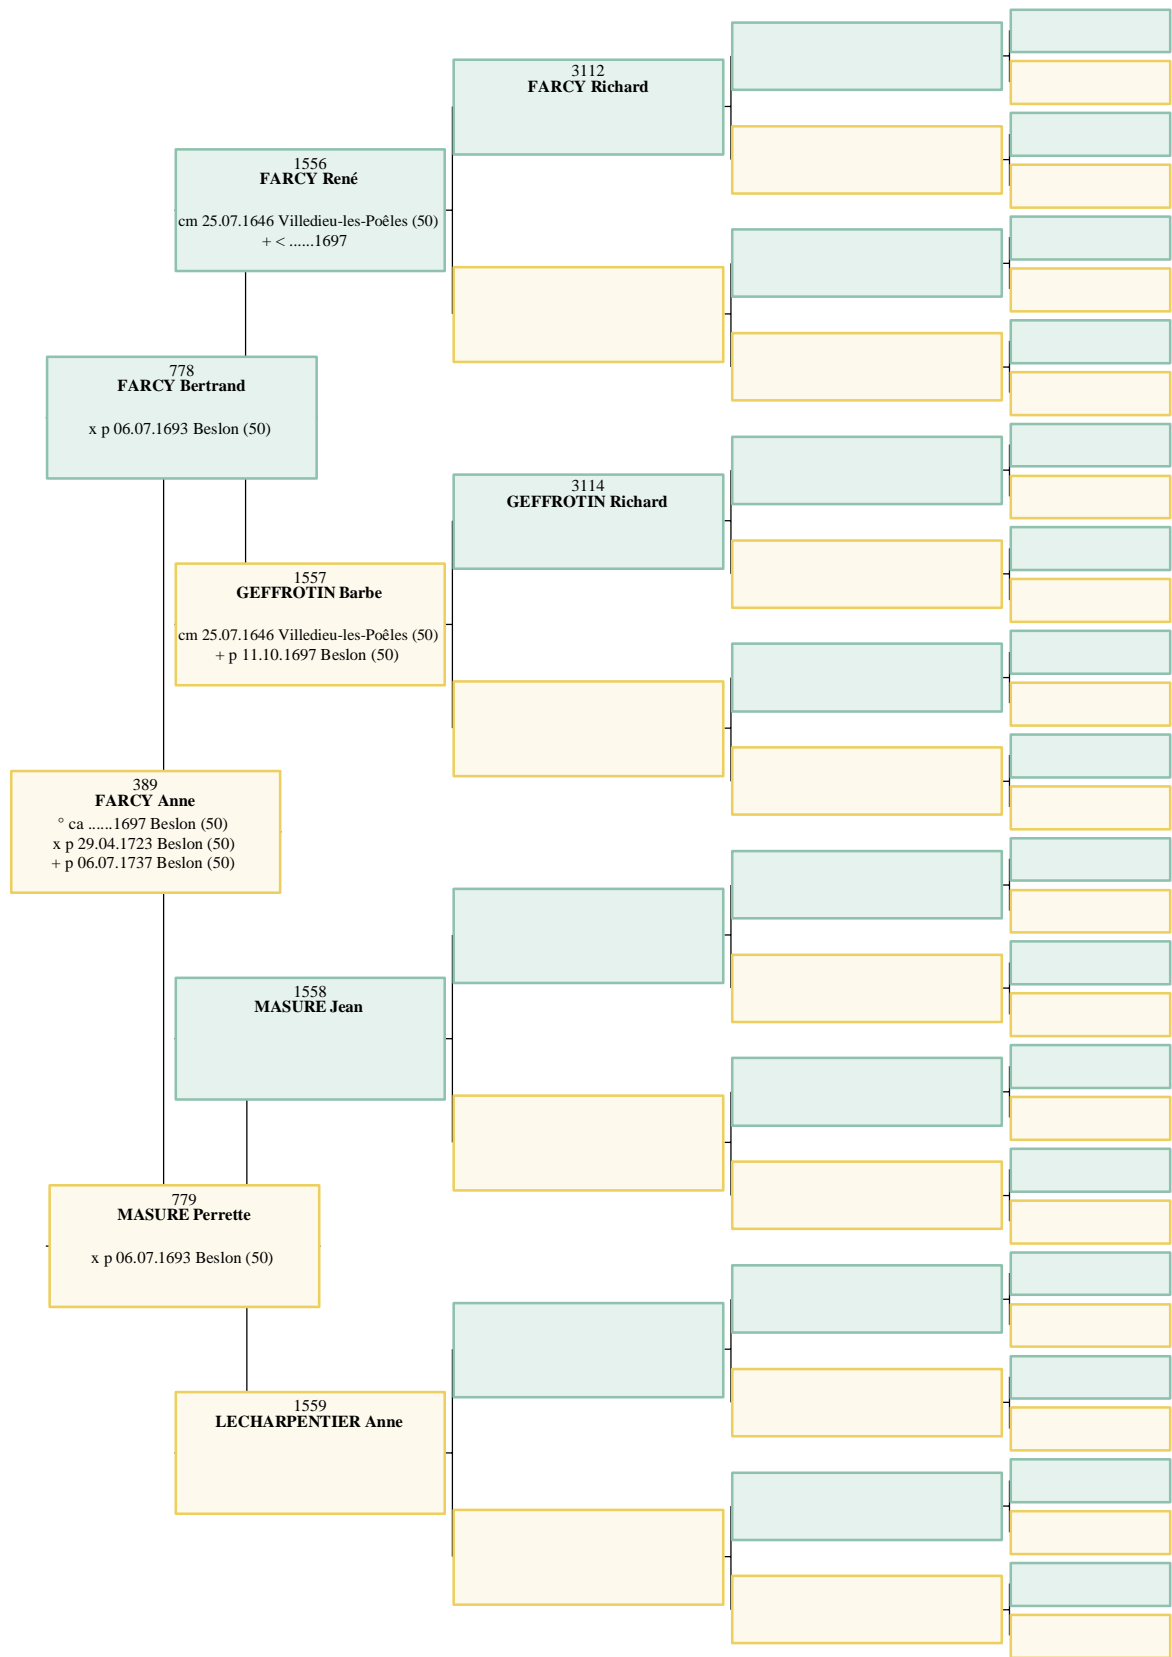 3112
FARCY Richard
1556
FARCY René
cm 25.07.1646 Villedieu-les-Poêles (50)
+ < ......1697
778
FARCY Bertrand
x p 06.07.1693 Beslon (50)
3114
GEFFROTIN Richard
1557
GEFFROTIN Barbe
cm 25.07.1646 Villedieu-les-Poêles (50)
+ p 11.10.1697 Beslon (50)
389
FARCY Anne
° ca ......1697 Beslon (50)
x p 29.04.1723 Beslon (50)
+ p 06.07.1737 Beslon (50)
1558
MASURE Jean
779
MASURE Perrette
x p 06.07.1693 Beslon (50)
1559
LECHARPENTIER Anne